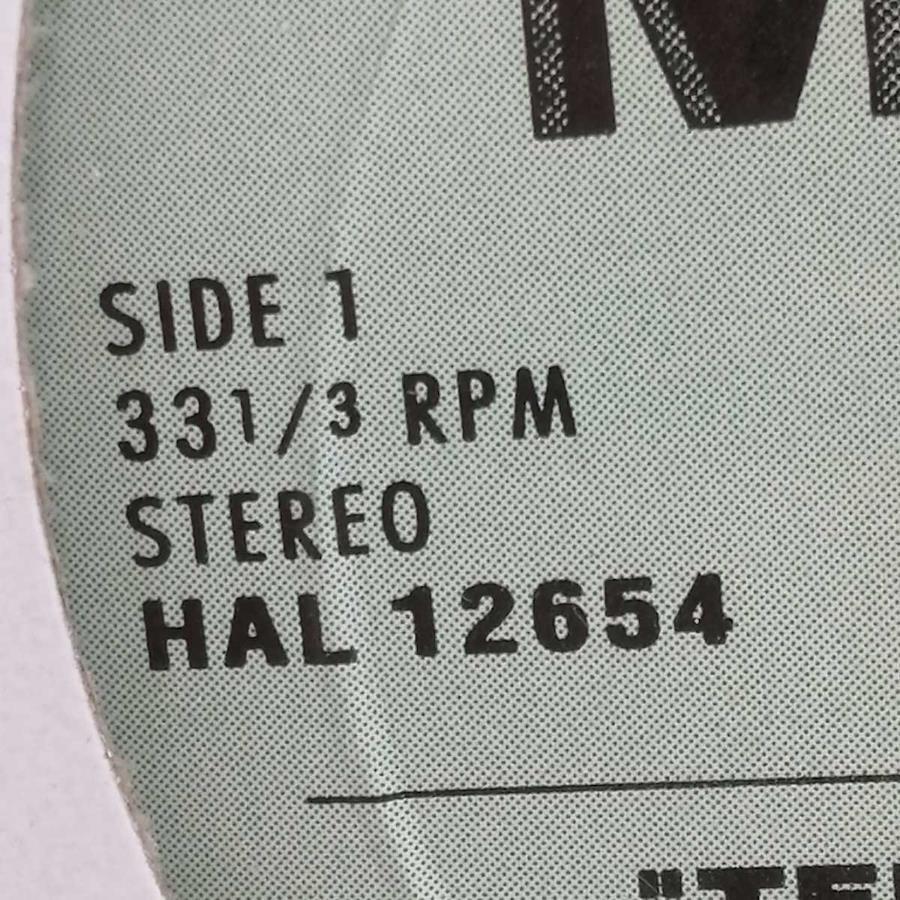 SIDE 1
33 1/3 RPM
STEREO
HAL 12654